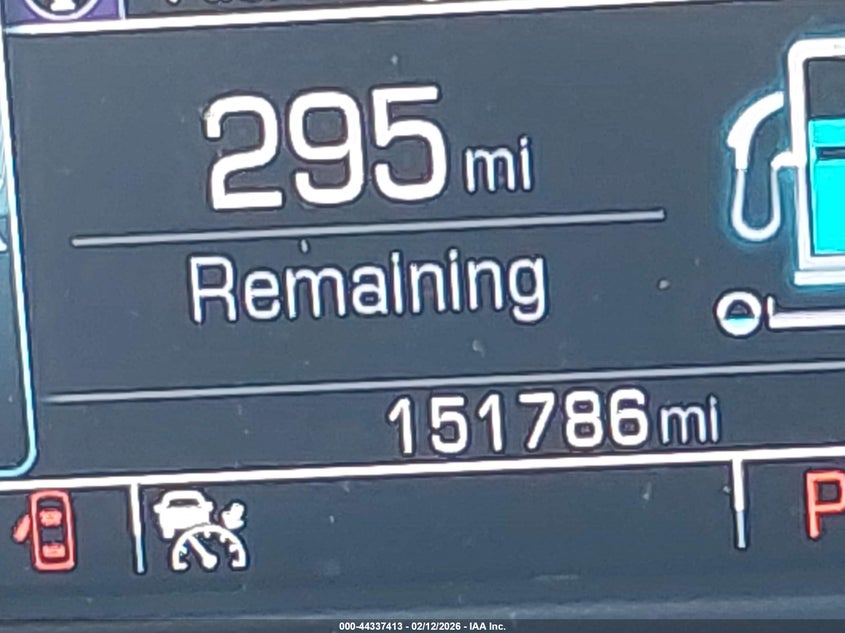 295 mi
Remaining
151786 mi
P
000-44337413 - 02/12/2026 - IAA Inc.